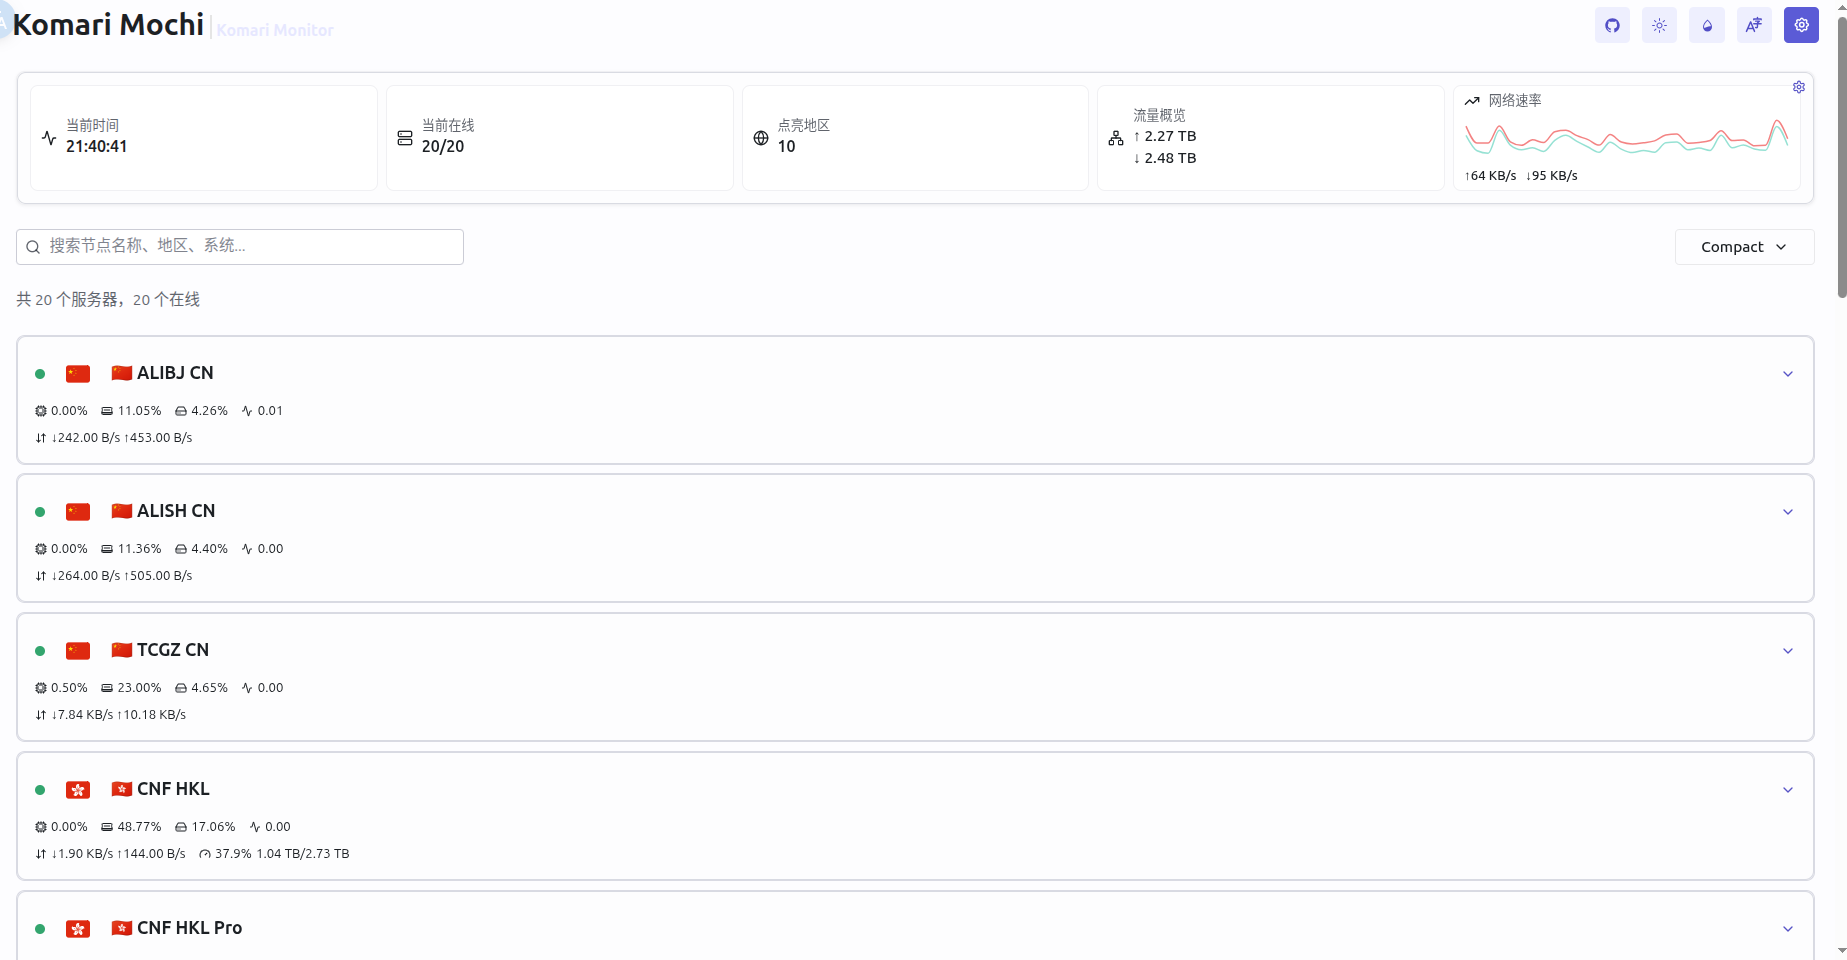 Komari Mochi
Komari Monitor
当前时间
21:40:41
当前在线
20/20
点亮地区
10
流量概览
↑ 2.27 TB
↓ 2.48 TB
网络速率
↑64 KB/s ↓95 KB/s
搜索节点名称、地区、系统...
Compact
共 20 个服务器，20 个在线
ALIBJ CN
0.00% 11.05% 4.26% 0.01
↓242.00 B/s ↑453.00 B/s
ALISH CN
0.00% 11.36% 4.40% 0.00
↓264.00 B/s ↑505.00 B/s
TCGZ CN
0.50% 23.00% 4.65% 0.00
↓7.84 KB/s ↑10.18 KB/s
CNF HKL
0.00% 48.77% 17.06% 0.00
↓1.90 KB/s ↑144.00 B/s 37.9% 1.04 TB/2.73 TB
CNF HKL Pro